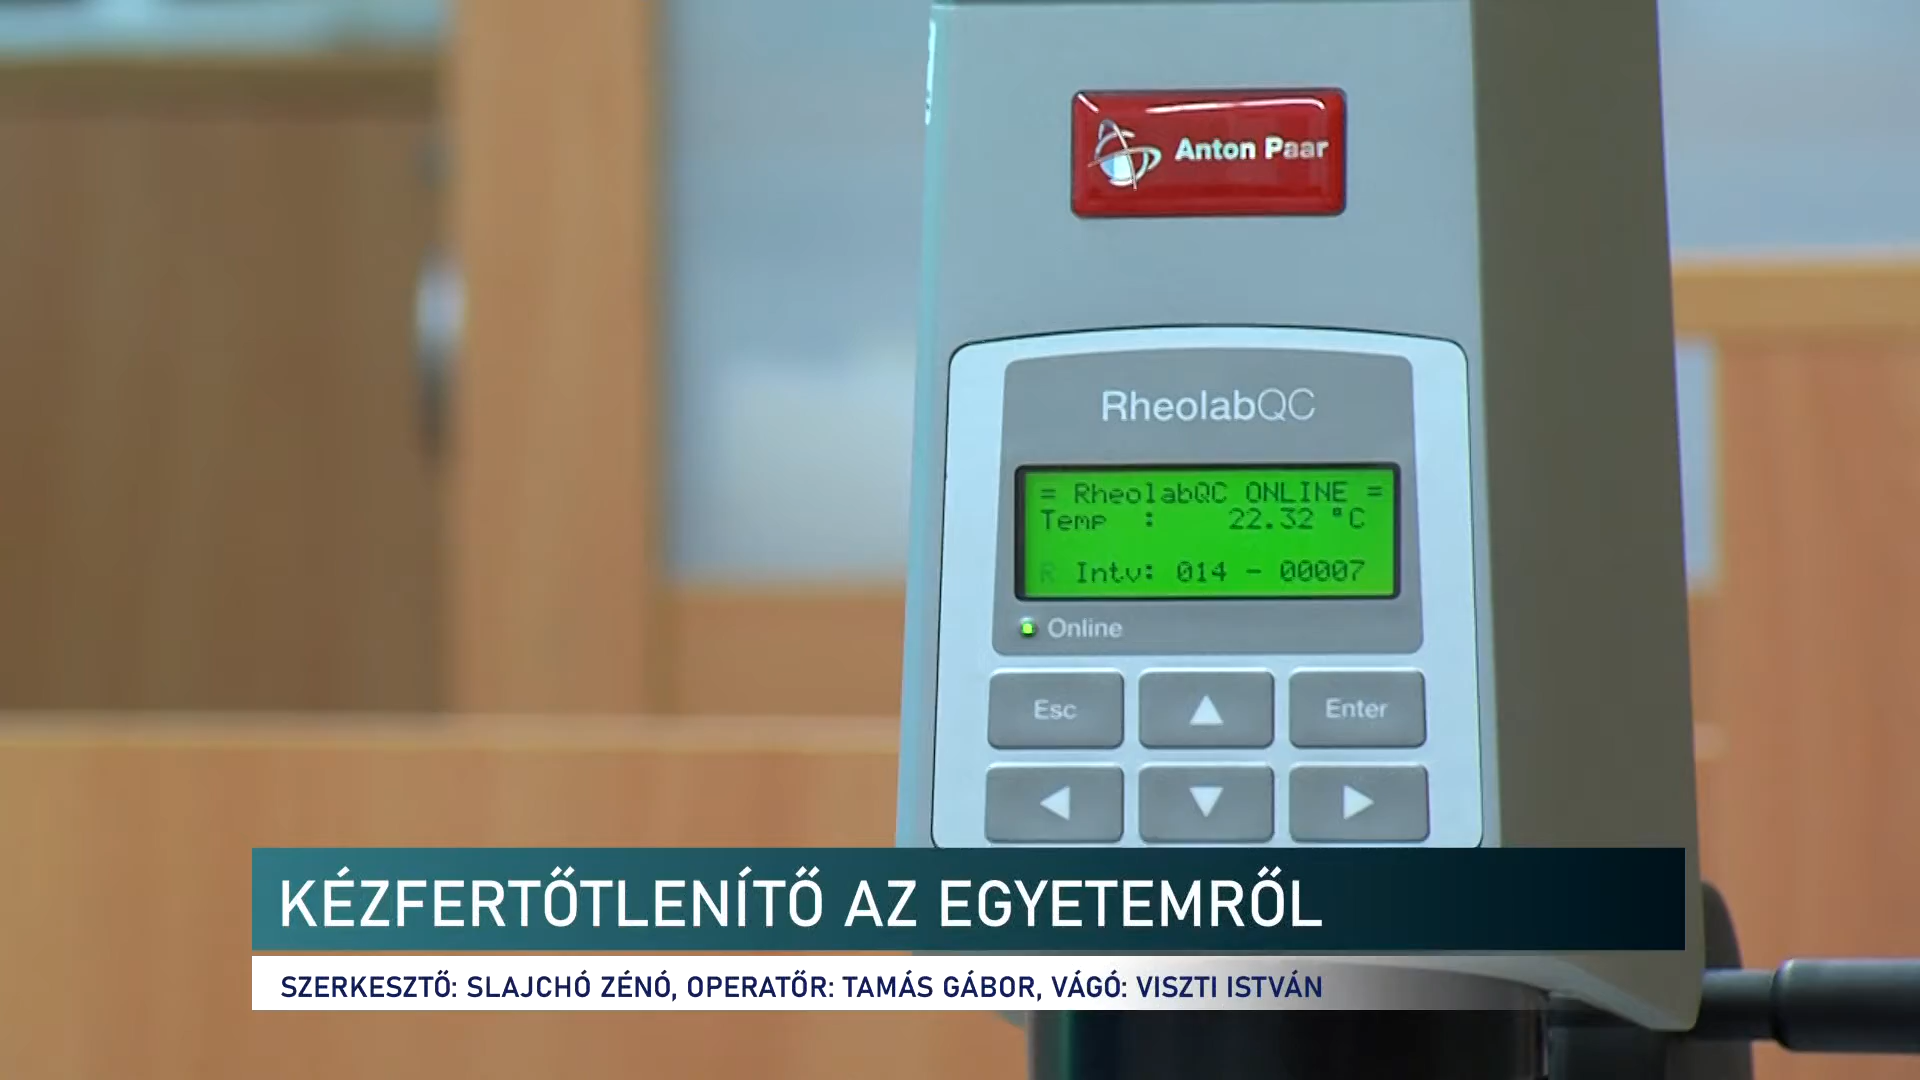 Anton Paar
RheolabQC
= RheolabQC ONLINE =
Temp : 22.32 °C
R Intv: 014 - 00007
Online
Esc
Enter
KÉZFERTŐTLENÍTŐ AZ EGYETEMRŐL
SZERKESZTŐ: SLAJCHÓ ZÉNÓ, OPERATŐR: TAMÁS GÁBOR, VÁGÓ: VISZTI ISTVÁN